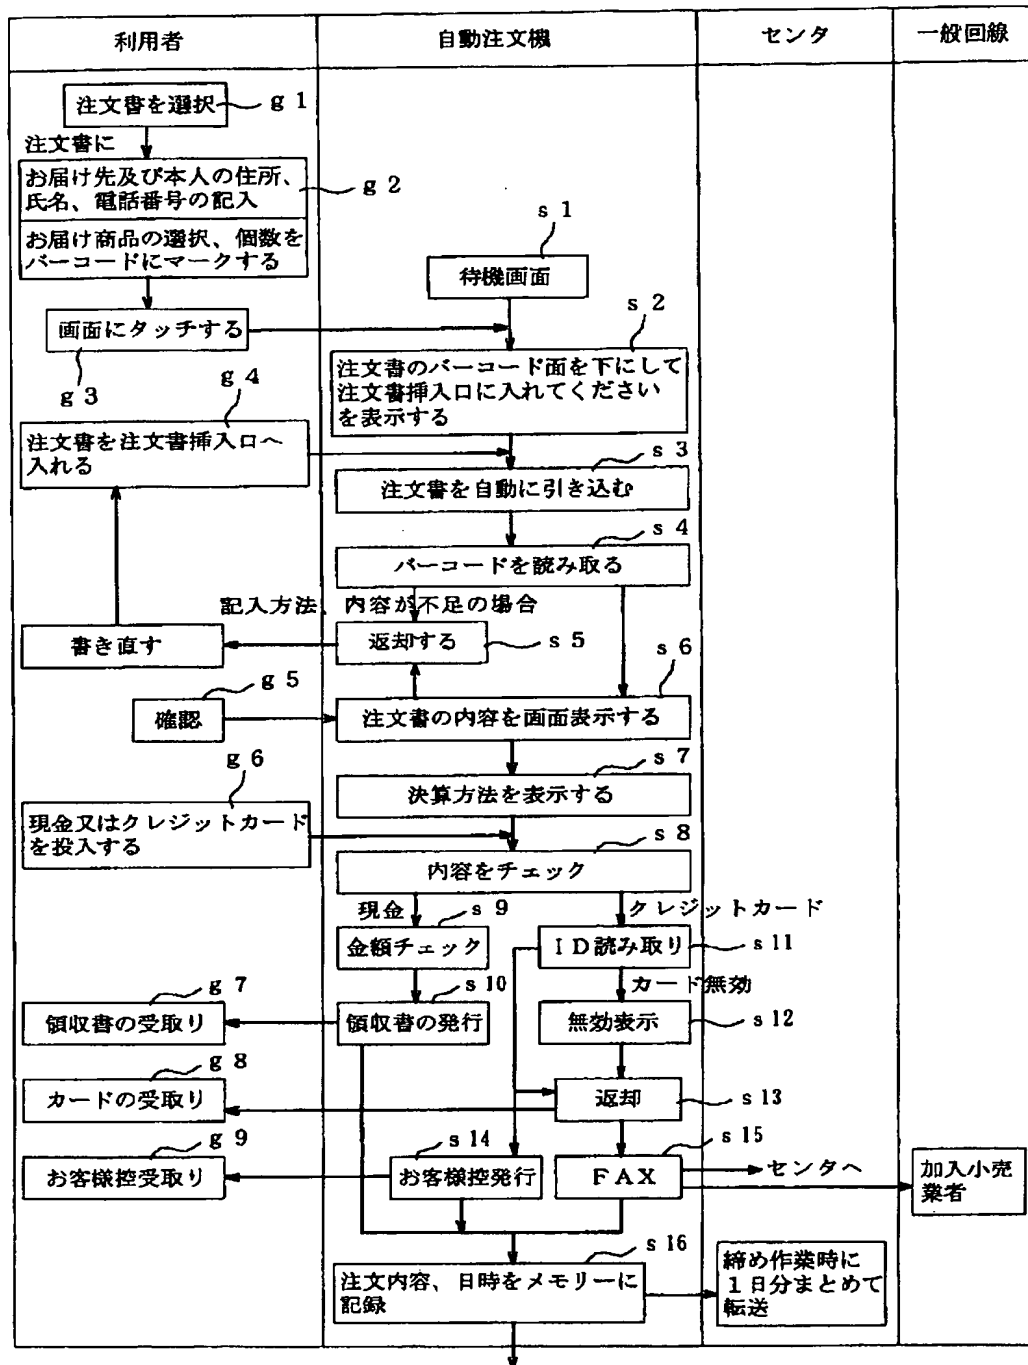 利用者
自動注文機
センタ
一般回線
注文書を選択
g 1
注文書に
お届け先及び本人の住所、
氏名、電話番号の記入
g 2
お届け商品の選択、個数を
バーコードにマークする
s 1
待機画面
画面にタッチする
g 3
s 2
注文書のバーコード面を下にして
注文書挿入口に入れてください
を表示する
g 4
注文書を注文書挿入口へ
入れる
s 3
注文書を自動に引き込む
s 4
バーコードを読み取る
記入方法、内容が不足の場合
書き直す
返却する
s 5
s 6
g 5
確認
注文書の内容を画面表示する
s 7
決算方法を表示する
g 6
現金又はクレジットカード
を投入する
s 8
内容をチェック
現金
クレジットカード
s 9
金額チェック
ID読み取り
s 11
カード無効
g 7
領収書の受取り
s 10
領収書の発行
無効表示
s 12
g 8
カードの受取り
返却
s 13
g 9
お客様控受取り
s 14
お客様控発行
s 15
FAX
センタへ
加入小売
業者
s 16
注文内容、日時をメモリーに
記録
締め作業時に
1日分まとめて
転送